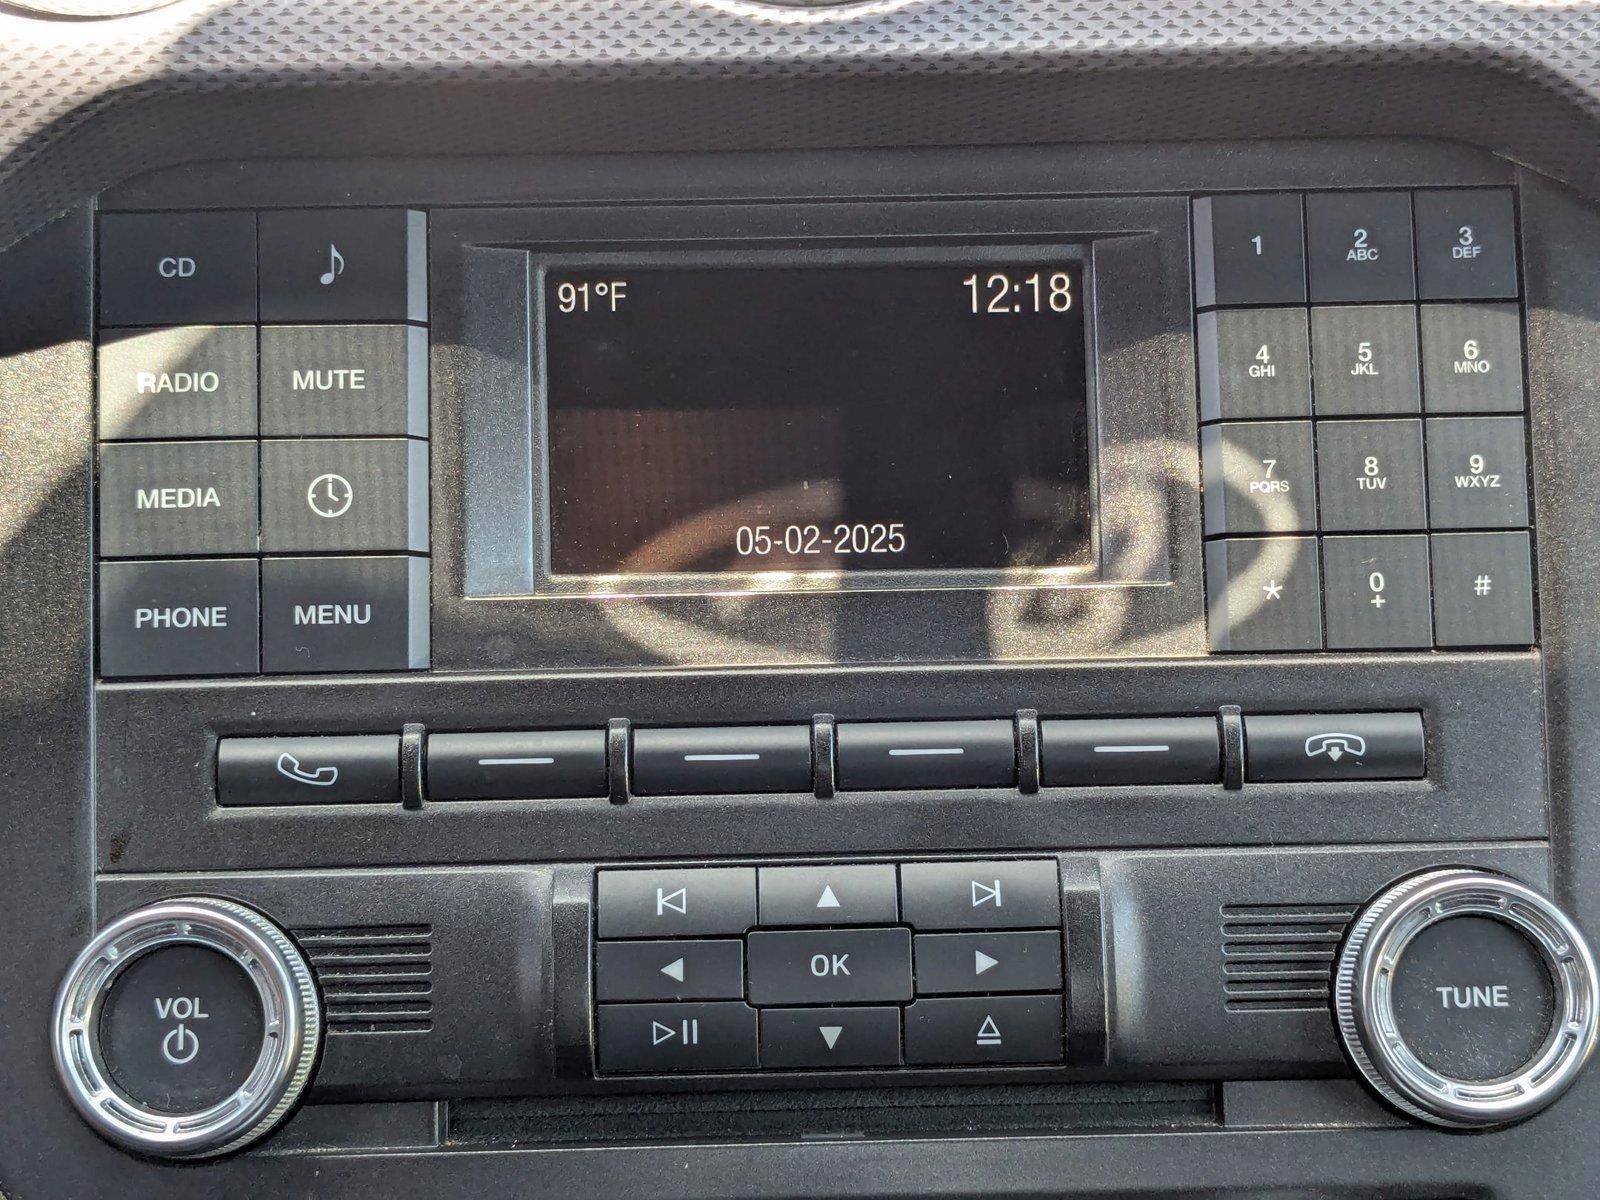 91°F 12:18
05-02-2025
CD
RADIO MUTE
MEDIA
PHONE MENU
1 2 ABC 3 DEF
4 GHI 5 JKL 6 MNO
7 PQRS 8 TUV 9 WXYZ
* 0 + #
OK
VOL
TUNE